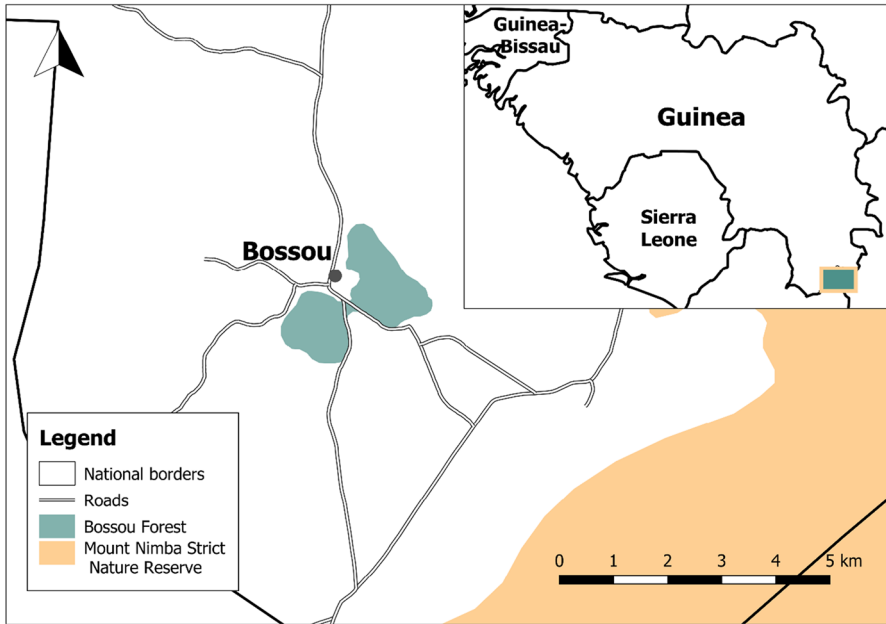 Guinea-
Bissau
Guinea
Sierra
Leone
Bossou
Legend
National borders
Roads
Bossou Forest
Mount Nimba Strict
Nature Reserve
0 1 2 3 4 5 km